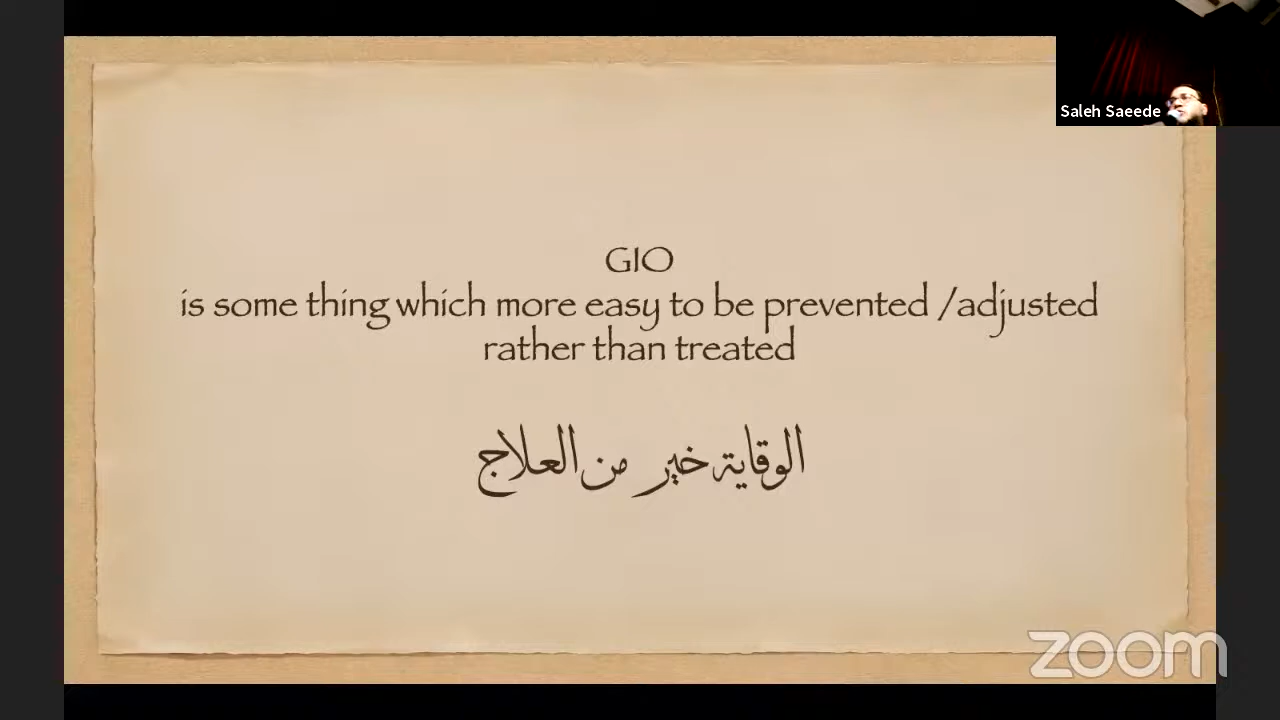 Saleh Saeede
GIO
is some thing which more easy to be prevented /adjusted
rather than treated
الوقاية خير من العلاج
zoom